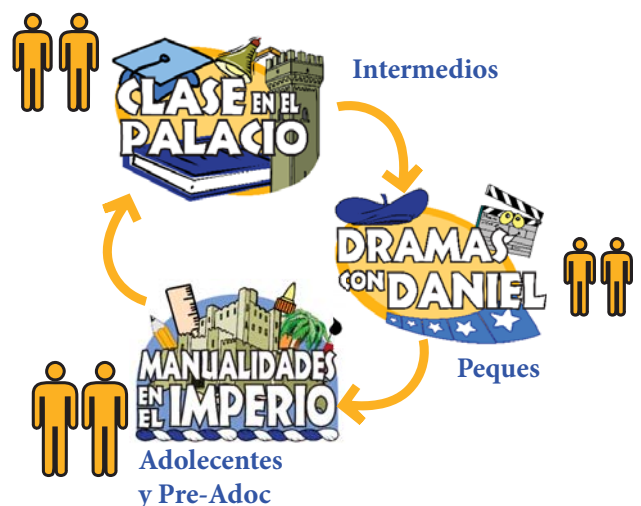 CLASE EN EL
PALACIO
Intermedios
DRAMAS
CON DANIEL
Peques
MANUALIDADES
EN
EL IMPERIO
Adolecentes
y Pre-Adoc